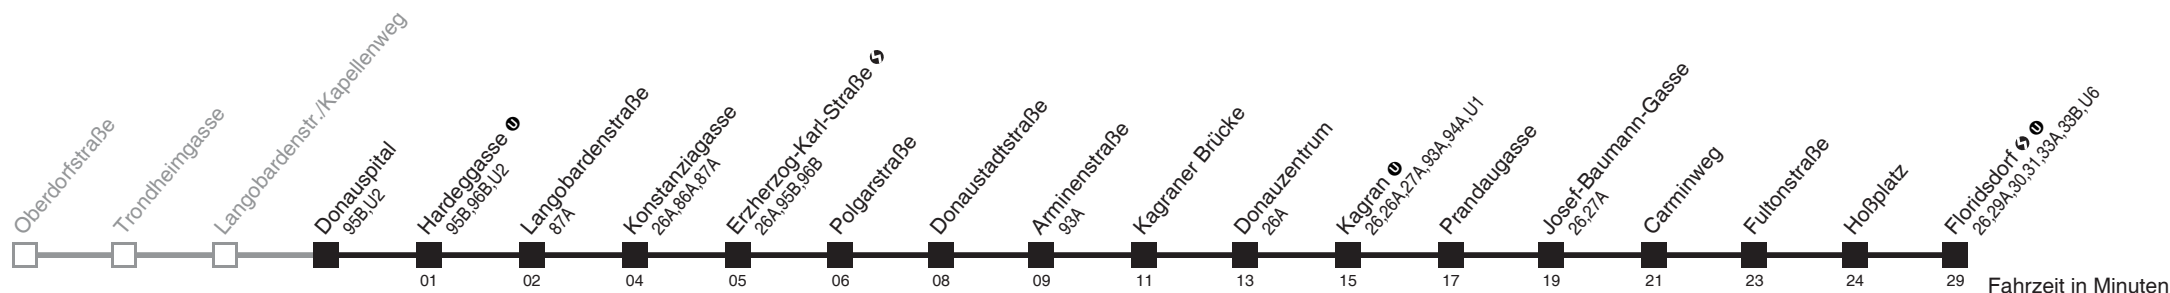 Oberdorfstraße
Trondheimgasse
Langobardenstr./Kapellenweg
Donauspital
95B,U2
Hardeggasse U
95B,96B,U2
Langobardenstraße
87A
Konstanziagasse
26A,86A,87A
Erzherzog-Karl-Straße S
26A,95B,96B
Polgarstraße
Donaustadtstraße
Arminenstraße
93A
Kagraner Brücke
Donauzentrum
26A
Kagran U
26,26A,27A,93A,94A,U1
Prandaugasse
Josef-Baumann-Gasse
26,27A
Carminweg
Fultonstraße
Hoßplatz
Floridsdorf S U
26,29A,30,31,33A,33B,U6
01 02 04 05 06 08 09 11 13 15 17 19 21 23 24 29 Fahrzeit in Minuten